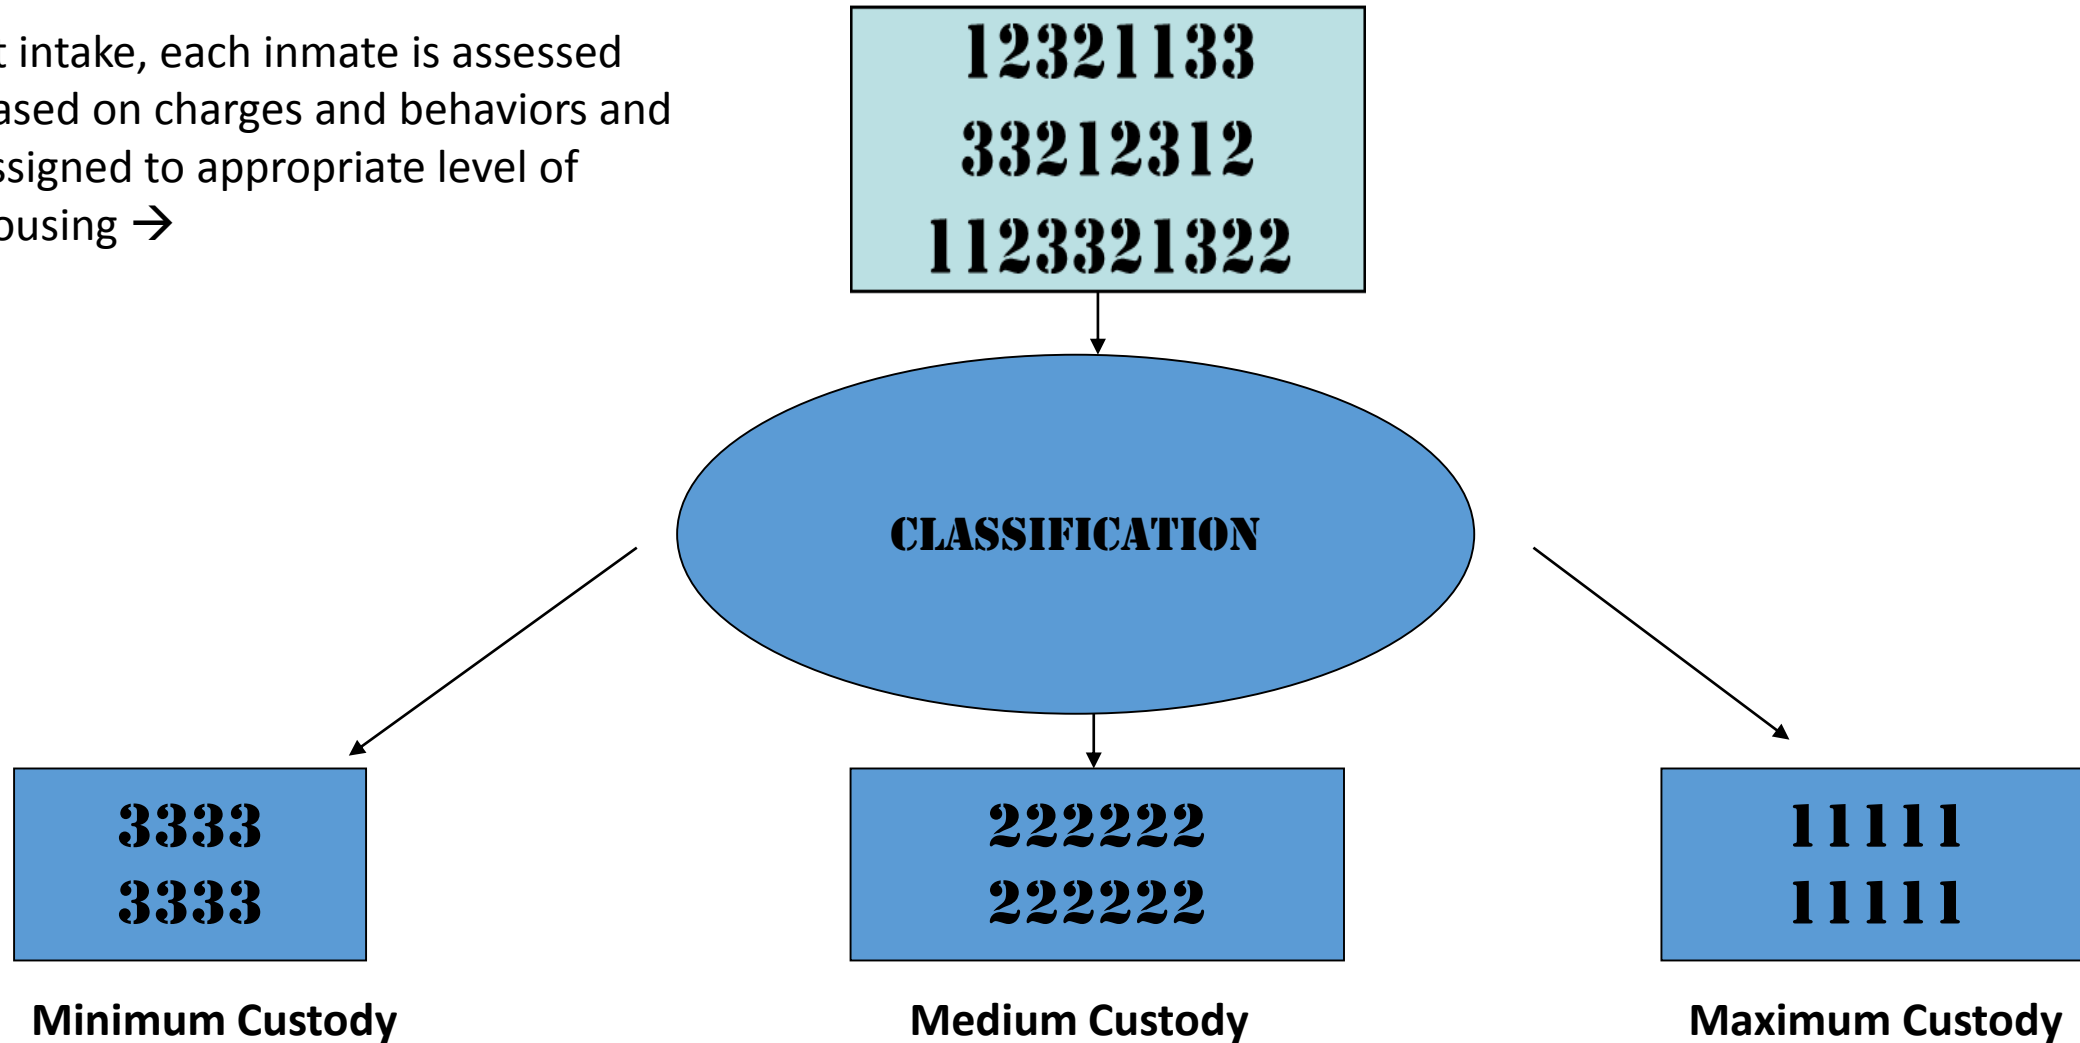 t intake, each inmate is assessed
ased on charges and behaviors and
ssigned to appropriate level of
ousing →
12321133
33212312
1123321322
CLASSIFICATION
3333
3333
222222
222222
11111
11111
Minimum Custody
Medium Custody
Maximum Custody